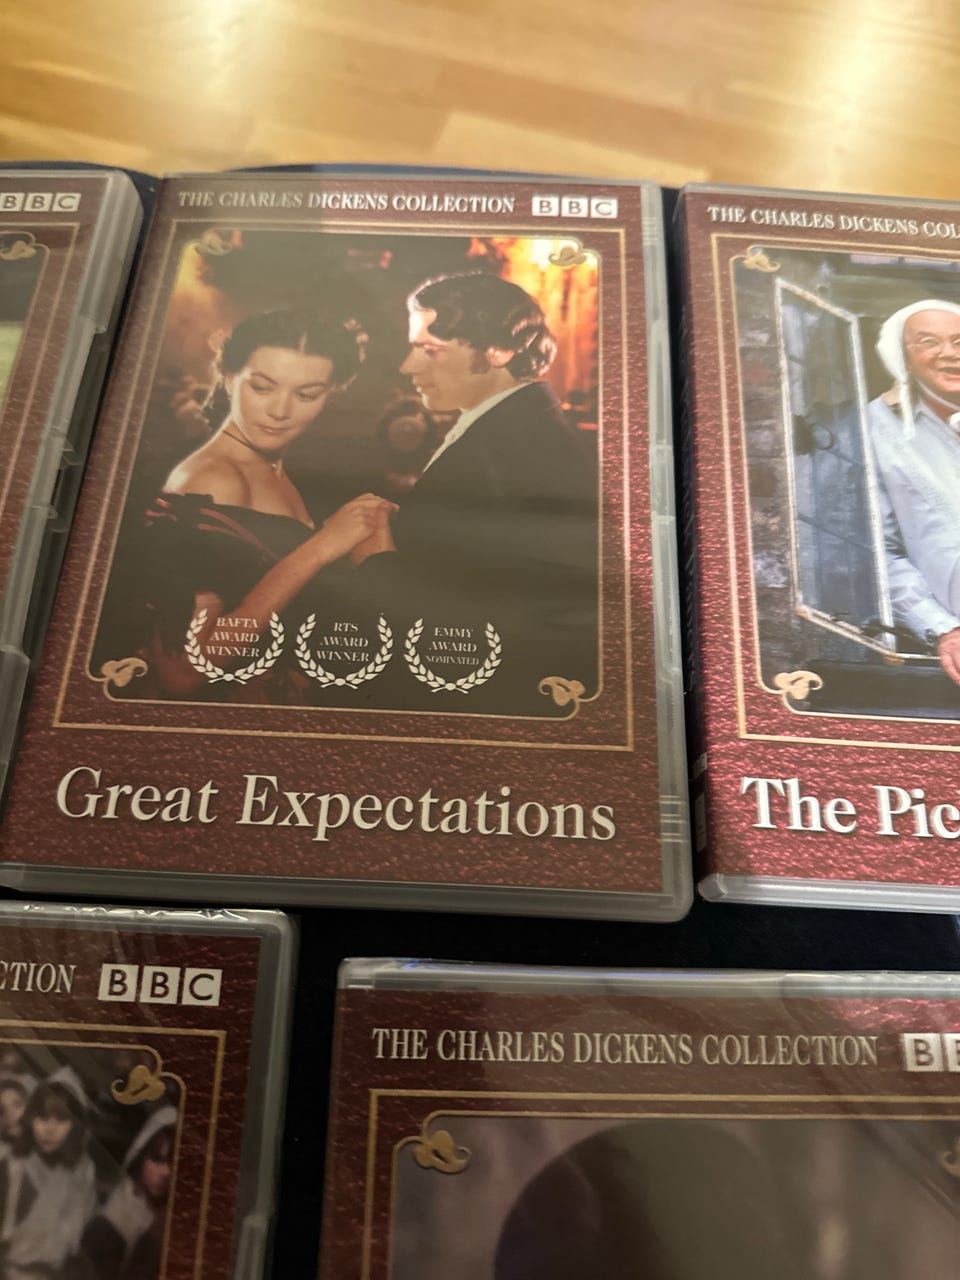 BBC
THE CHARLES DICKENS COLLECTION BBC
BAFTA
AWARD
WINNER
RTS
AWARD
WINNER
EMMY
AWARD
NOMINATED
Great Expectations
THE CHARLES DICKENS COL
The Pic
CTION BBC
THE CHARLES DICKENS COLLECTION B